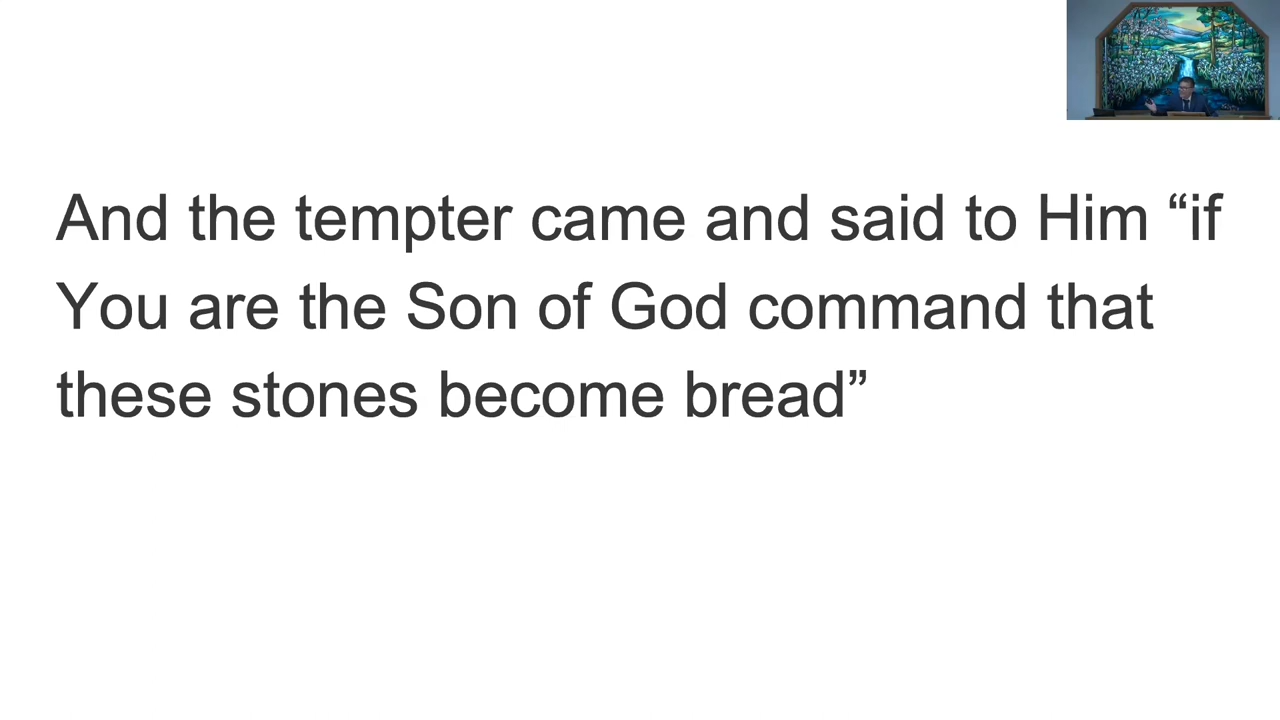 And the tempter came and said to Him “if
You are the Son of God command that
these stones become bread”